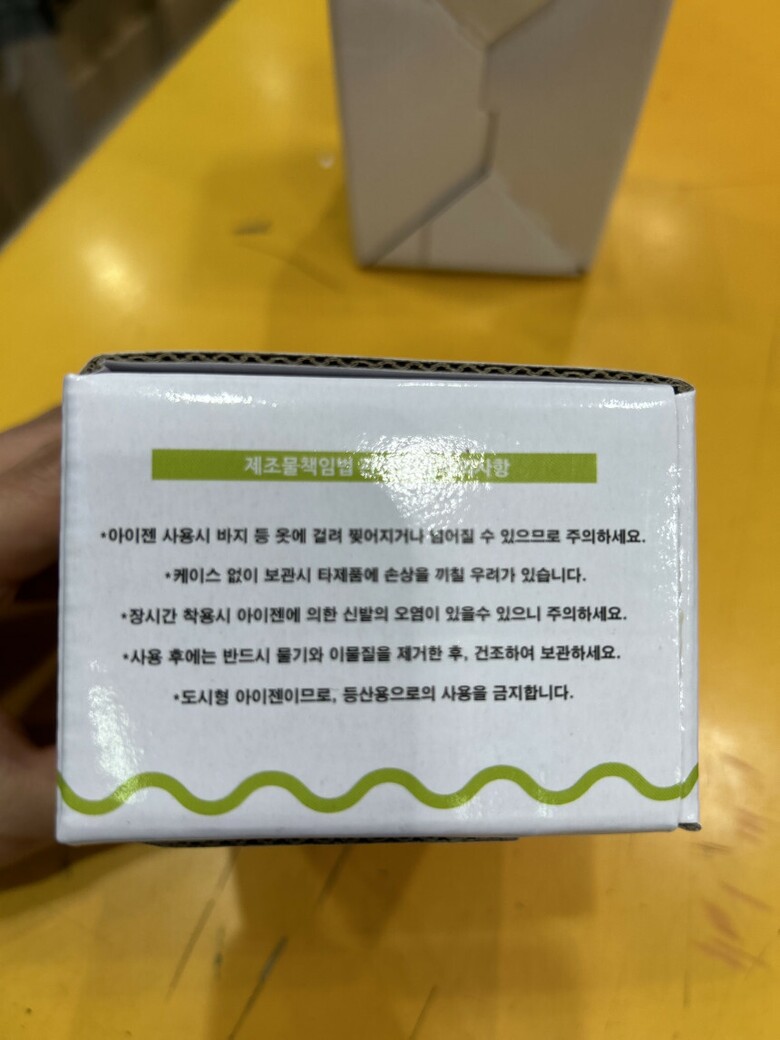 제조물책임법
사항
•아이젠 사용시 바지 등 옷에 걸려 찢어지거나 넘어질 수 있으므로 주의하세요.
•케이스 없이 보관시 타제품에 손상을 끼칠 우려가 있습니다.
•장시간 착용시 아이젠에 의한 신발의 오염이 있을수 있으니 주의하세요.
•사용 후에는 반드시 물기와 이물질을 제거한 후, 건조하여 보관하세요.
•도시형 아이젠이므로, 등산용으로의 사용을 금지합니다.